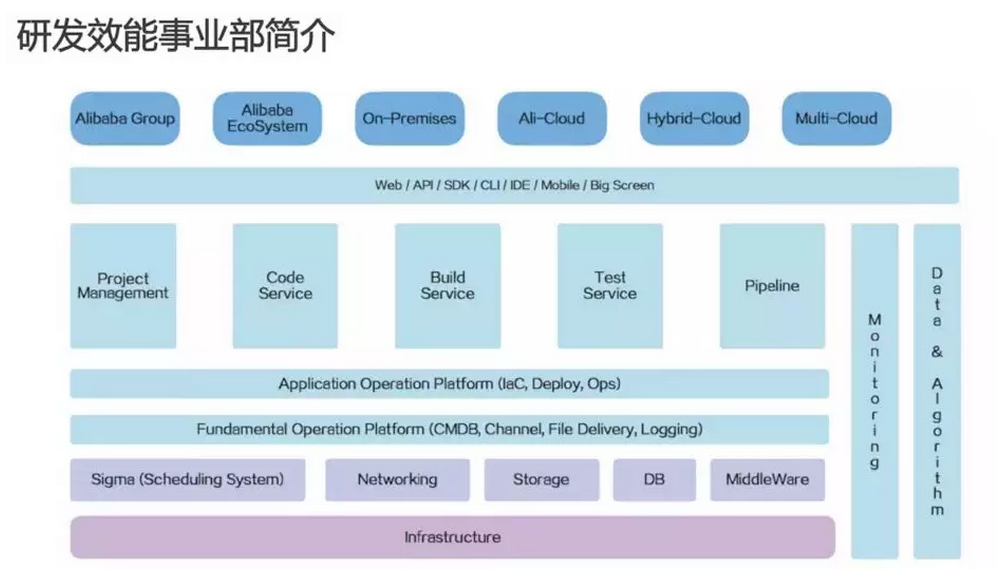 研发效能事业部简介
Alibaba Group
Alibaba
EcoSystem
On-Premises
Ali-Cloud
Hybrid-Cloud
Multi-Cloud
Web / API / SDK / CLI / IDE / Mobile / Big Screen
Project
Management
Code
Service
Build
Service
Test
Service
Pipeline
Monitoring
Data & Algorithm
Application Operation Platform (IaC, Deploy, Ops)
Fundamental Operation Platform (CMDB, Channel, File Delivery, Logging)
Sigma (Scheduling System)
Networking
Storage
DB
MiddleWare
Infrastructure